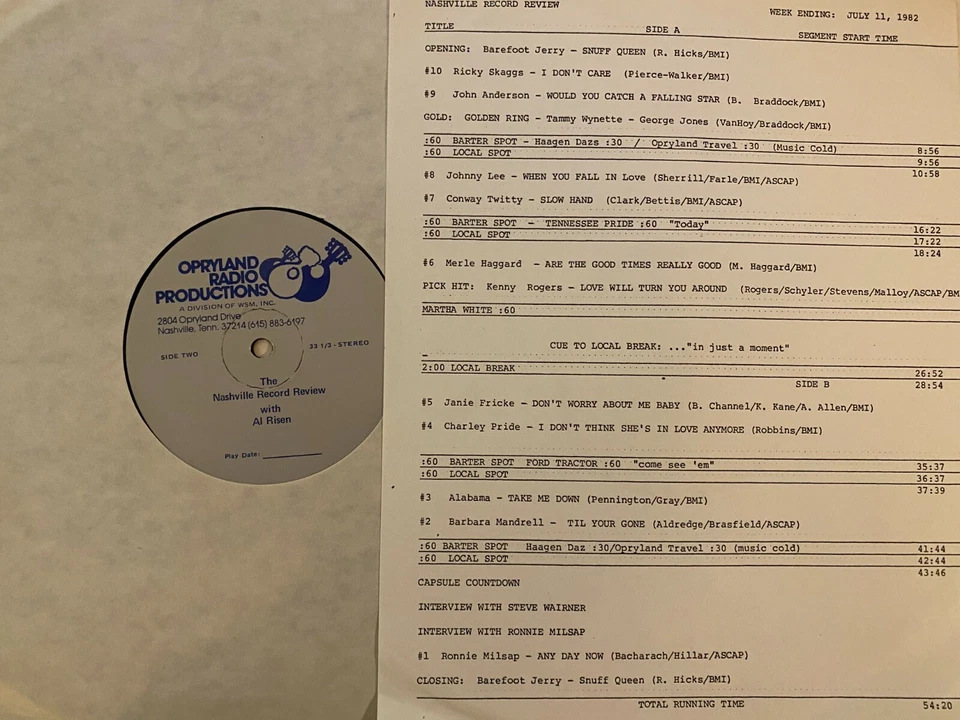 OPRYLAND
RADIO
PRODUCTIONS
A DIVISION OF WSM, INC.
2804 Opryland Drive
Nashville, Tenn. 37214 (615) 883-6197
SIDE TWO
33 1/3 - STEREO
The
Nashville Record Review
with
Al Risen
Play Date:
NASHVILLE RECORD REVIEW
WEEK ENDING: JULY 11, 1982
TITLE SIDE A SEGMENT START TIME
OPENING: Barefoot Jerry - SNUFF QUEEN (R. Hicks/BMI)
#10 Ricky Skaggs - I DON'T CARE (Pierce-Walker/BMI)
#9 John Anderson - WOULD YOU CATCH A FALLING STAR (B. Braddock/BMI)
GOLD: GOLDEN RING - Tammy Wynette - George Jones (VanHoy/Braddock/BMI)
:60 BARTER SPOT - Haagen Dazs :30 / Opryland Travel :30 (Music Cold) 8:56
:60 LOCAL SPOT 9:56
10:58
#8 Johnny Lee - WHEN YOU FALL IN Love (Sherrill/Farle/BMI/ASCAP)
#7 Conway Twitty - SLOW HAND (Clark/Bettis/BMI/ASCAP)
:60 BARTER SPOT - TENNESSEE PRIDE :60 "Today" 16:22
:60 LOCAL SPOT 17:22
18:24
#6 Merle Haggard - ARE THE GOOD TIMES REALLY GOOD (M. Haggard/BMI)
PICK HIT: Kenny Rogers - LOVE WILL TURN YOU AROUND (Rogers/Schyler/Stevens/Malloy/ASCAP/BM
MARTHA WHITE :60
CUE TO LOCAL BREAK: ..."in just a moment"
2:00 LOCAL BREAK 26:52
SIDE B 28:54
#5 Janie Fricke - DON'T WORRY ABOUT ME BABY (B. Channel/K. Kane/A. Allen/BMI)
#4 Charley Pride - I DON'T THINK SHE'S IN LOVE ANYMORE (Robbins/BMI)
:60 BARTER SPOT FORD TRACTOR :60 "come see 'em" 35:37
:60 LOCAL SPOT 36:37
37:39
#3 Alabama - TAKE ME DOWN (Pennington/Gray/BMI)
#2 Barbara Mandrell - TIL YOUR GONE (Aldredge/Brasfield/ASCAP)
:60 BARTER SPOT Haagen Daz :30/Opryland Travel :30 (music cold) 41:44
:60 LOCAL SPOT 42:44
43:46
CAPSULE COUNTDOWN
INTERVIEW WITH STEVE WAIRNER
INTERVIEW WITH RONNIE MILSAP
#1 Ronnie Milsap - ANY DAY NOW (Bacharach/Hillar/ASCAP)
CLOSING: Barefoot Jerry - Snuff Queen (R. Hicks/BMI)
TOTAL RUNNING TIME 54:20